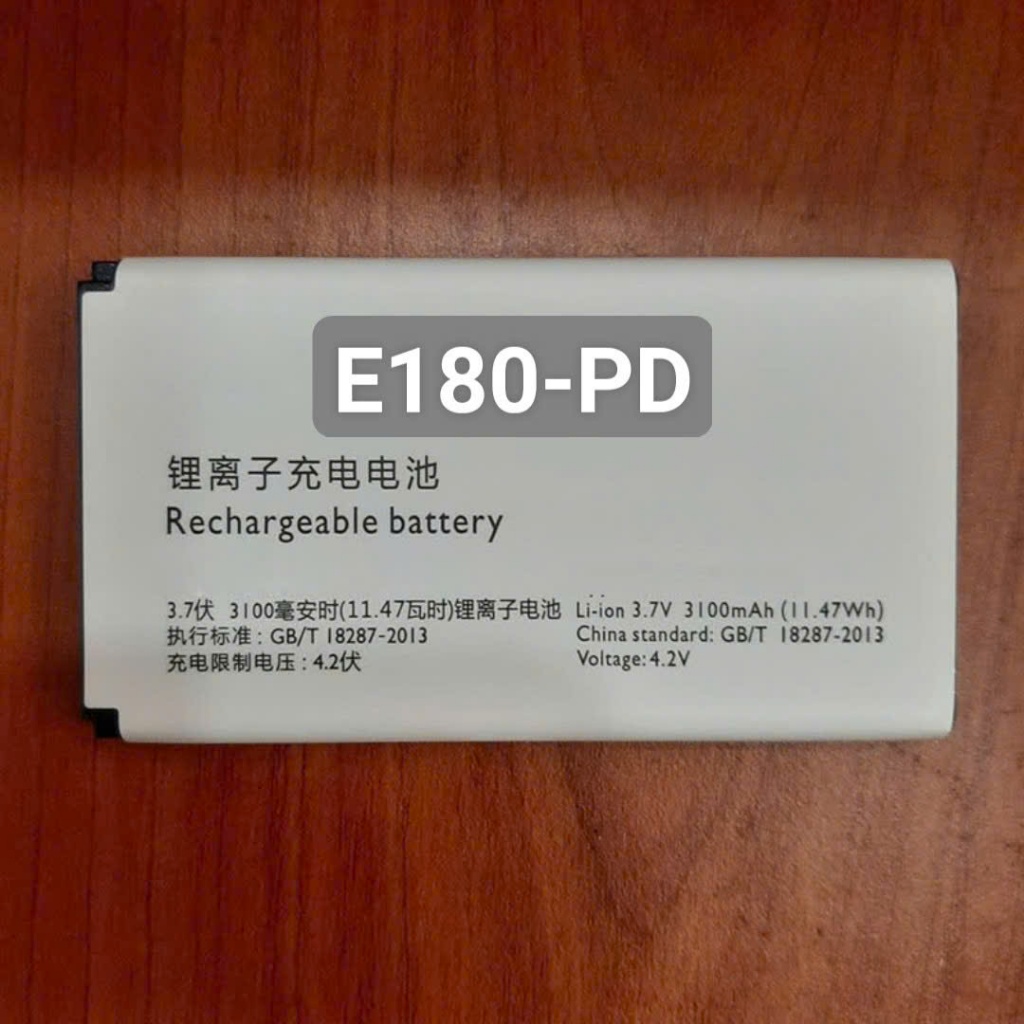 E180-PD
锂离子充电电池
Rechargeable battery
3.7伏 3100毫安时(11.47瓦时)锂离子电池
执行标准：GB/T 18287-2013
充电限制电压：4.2伏
Li-ion 3.7V 3100mAh (11.47Wh)
China standard: GB/T 18287-2013
Voltage: 4.2V